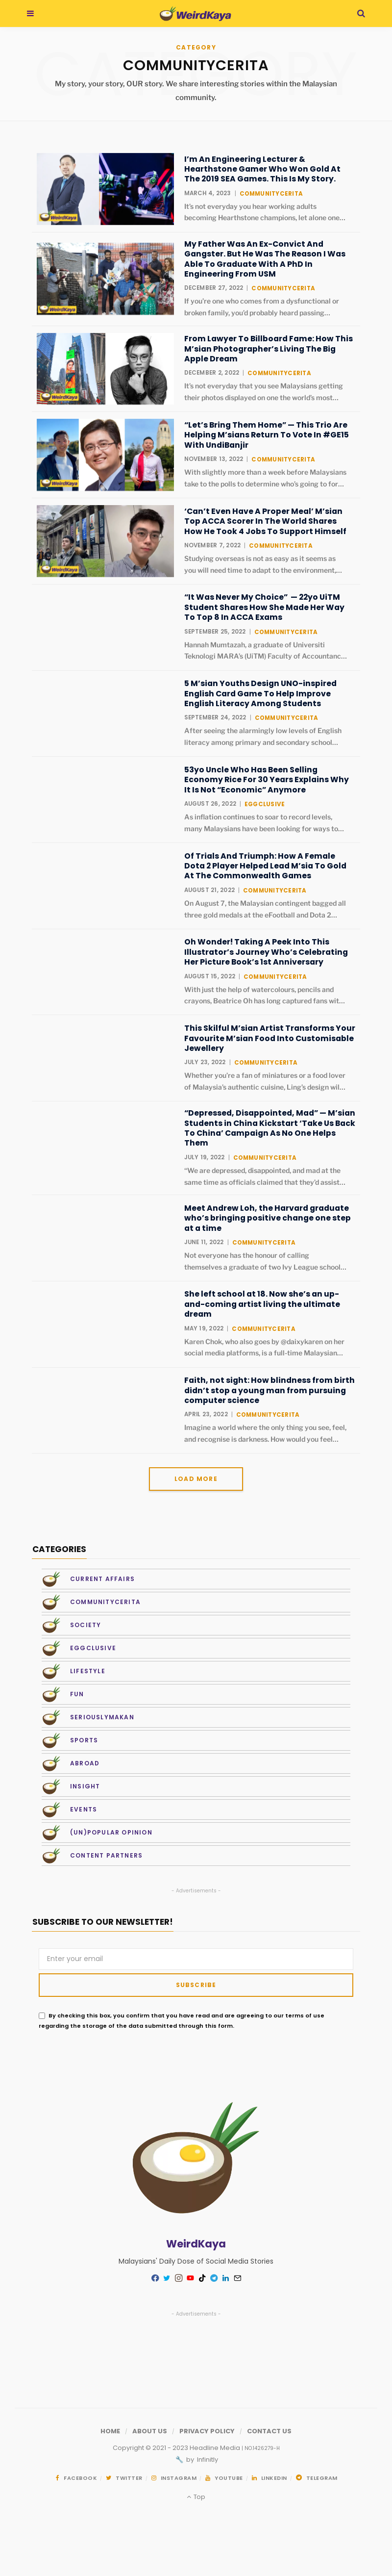 WeirdKaya
CATEGORY
COMMUNITYCERITA
My story, your story, OUR story. We share interesting stories within the Malaysian
community.
I'm An Engineering Lecturer &
Hearthstone Gamer Who Won Gold At
The 2019 SEA Games. This Is My Story.
MARCH 4, 2023 | COMMUNITYCERITA
It's not everyday you hear working adults
becoming Hearthstone champions, let alone one...
My Father Was An Ex-Convict And
Gangster. But He Was The Reason I Was
Able To Graduate With A PhD In
Engineering From USM
DECEMBER 27, 2022 | COMMUNITYCERITA
If you're one who comes from a dysfunctional or
broken family, you'd probably heard passing...
From Lawyer To Billboard Fame: How This
M'sian Photographer's Living The Big
Apple Dream
DECEMBER 2, 2022 | COMMUNITYCERITA
It's not everyday that you see Malaysians getting
their photos displayed on one the world's most...
"Let's Bring Them Home" — This Trio Are
Helping M'sians Return To Vote In #GE15
With UndiBanjir
NOVEMBER 13, 2022 | COMMUNITYCERITA
With slightly more than a week before Malaysians
take to the polls to determine who's going to for...
'Can't Even Have A Proper Meal' M'sian
Top ACCA Scorer In The World Shares
How He Took 4 Jobs To Support Himself
NOVEMBER 7, 2022 | COMMUNITYCERITA
Studying overseas is not as easy as it seems as
you will need time to adapt to the environment,...
"It Was Never My Choice" — 22yo UiTM
Student Shares How She Made Her Way
To Top 6 In ACCA Exams
SEPTEMBER 25, 2022 | COMMUNITYCERITA
Hannah Mumtazah, a graduate of Universiti
Teknologi MARA's (UiTM) Faculty of Accountanc...
5 M'sian Youths Design UNO-inspired
English Card Game To Help Improve
English Literacy Among Students
SEPTEMBER 24, 2022 | COMMUNITYCERITA
After seeing the alarmingly low levels of English
literacy among primary and secondary school...
53yo Uncle Who Has Been Selling
Economy Rice For 30 Years Explains Why
It Is Not "Economic" Anymore
AUGUST 26, 2022 | EGGCLUSIVE
As inflation continues to soar to record levels,
many Malaysians have been looking for ways to...
Of Trials And Triumph: How A Female
Dota 2 Player Helped Lead M'sia To Gold
At The Commonwealth Games
AUGUST 21, 2022 | COMMUNITYCERITA
On August 7, the Malaysian contingent bagged all
three gold medals at the eFootball and Dota 2...
Oh Wonder! Taking A Peek Into This
Illustrator's Journey Who's Celebrating
Her Picture Book's 1st Anniversary
AUGUST 15, 2022 | COMMUNITYCERITA
With just the help of watercolours, pencils and
crayons, Beatrice Oh has long captured fans wit...
This Skilful M'sian Artist Transforms Your
Favourite M'sian Food Into Customisable
Jewellery
JULY 23, 2022 | COMMUNITYCERITA
Whether you're a fan of miniatures or a food lover
of Malaysia's authentic cuisine, Ling's design wil...
"Depressed, Disappointed, Mad" — M'sian
Students in China Kickstart 'Take Us Back
To China' Campaign As No One Helps
Them
JULY 19, 2022 | COMMUNITYCERITA
"We are depressed, disappointed, and mad at the
same time as officials claimed that they'd assist...
Meet Andrew Loh, the Harvard graduate
who's bringing positive change one step
at a time
JUNE 11, 2022 | COMMUNITYCERITA
Not everyone has the honour of calling
themselves a graduate of two Ivy League school...
She left school at 18. Now she's an up-
and-coming artist living the ultimate
dream
MAY 19, 2022 | COMMUNITYCERITA
Karen Chok, who also goes by @daixykaren on her
social media platforms, is a full-time Malaysian...
Faith, not sight: How blindness from birth
didn't stop a young man from pursuing
computer science
APRIL 23, 2022 | COMMUNITYCERITA
Imagine a world where the only thing you see, feel,
and recognise is darkness. How would you feel...
LOAD MORE
CATEGORIES
CURRENT AFFAIRS
COMMUNITYCERITA
SOCIETY
EGGCLUSIVE
LIFESTYLE
FUN
SERIOUSLYMAKAN
SPORTS
ABROAD
INSIGHT
EVENTS
(UN)POPULAR OPINION
CONTENT PARTNERS
- Advertisements -
SUBSCRIBE TO OUR NEWSLETTER!
Enter your email
SUBSCRIBE
By checking this box, you confirm that you have read and are agreeing to our terms of use
regarding the storage of the data submitted through this form.
WeirdKaya
Malaysians' Daily Dose of Social Media Stories
- Advertisements -
HOME / ABOUT US / PRIVACY POLICY / CONTACT US
Copyright © 2021 - 2023 Headline Media | NO1426279-H
🔧 by Infinitly
FACEBOOK / TWITTER / INSTAGRAM / YOUTUBE / LINKEDIN / TELEGRAM
Top